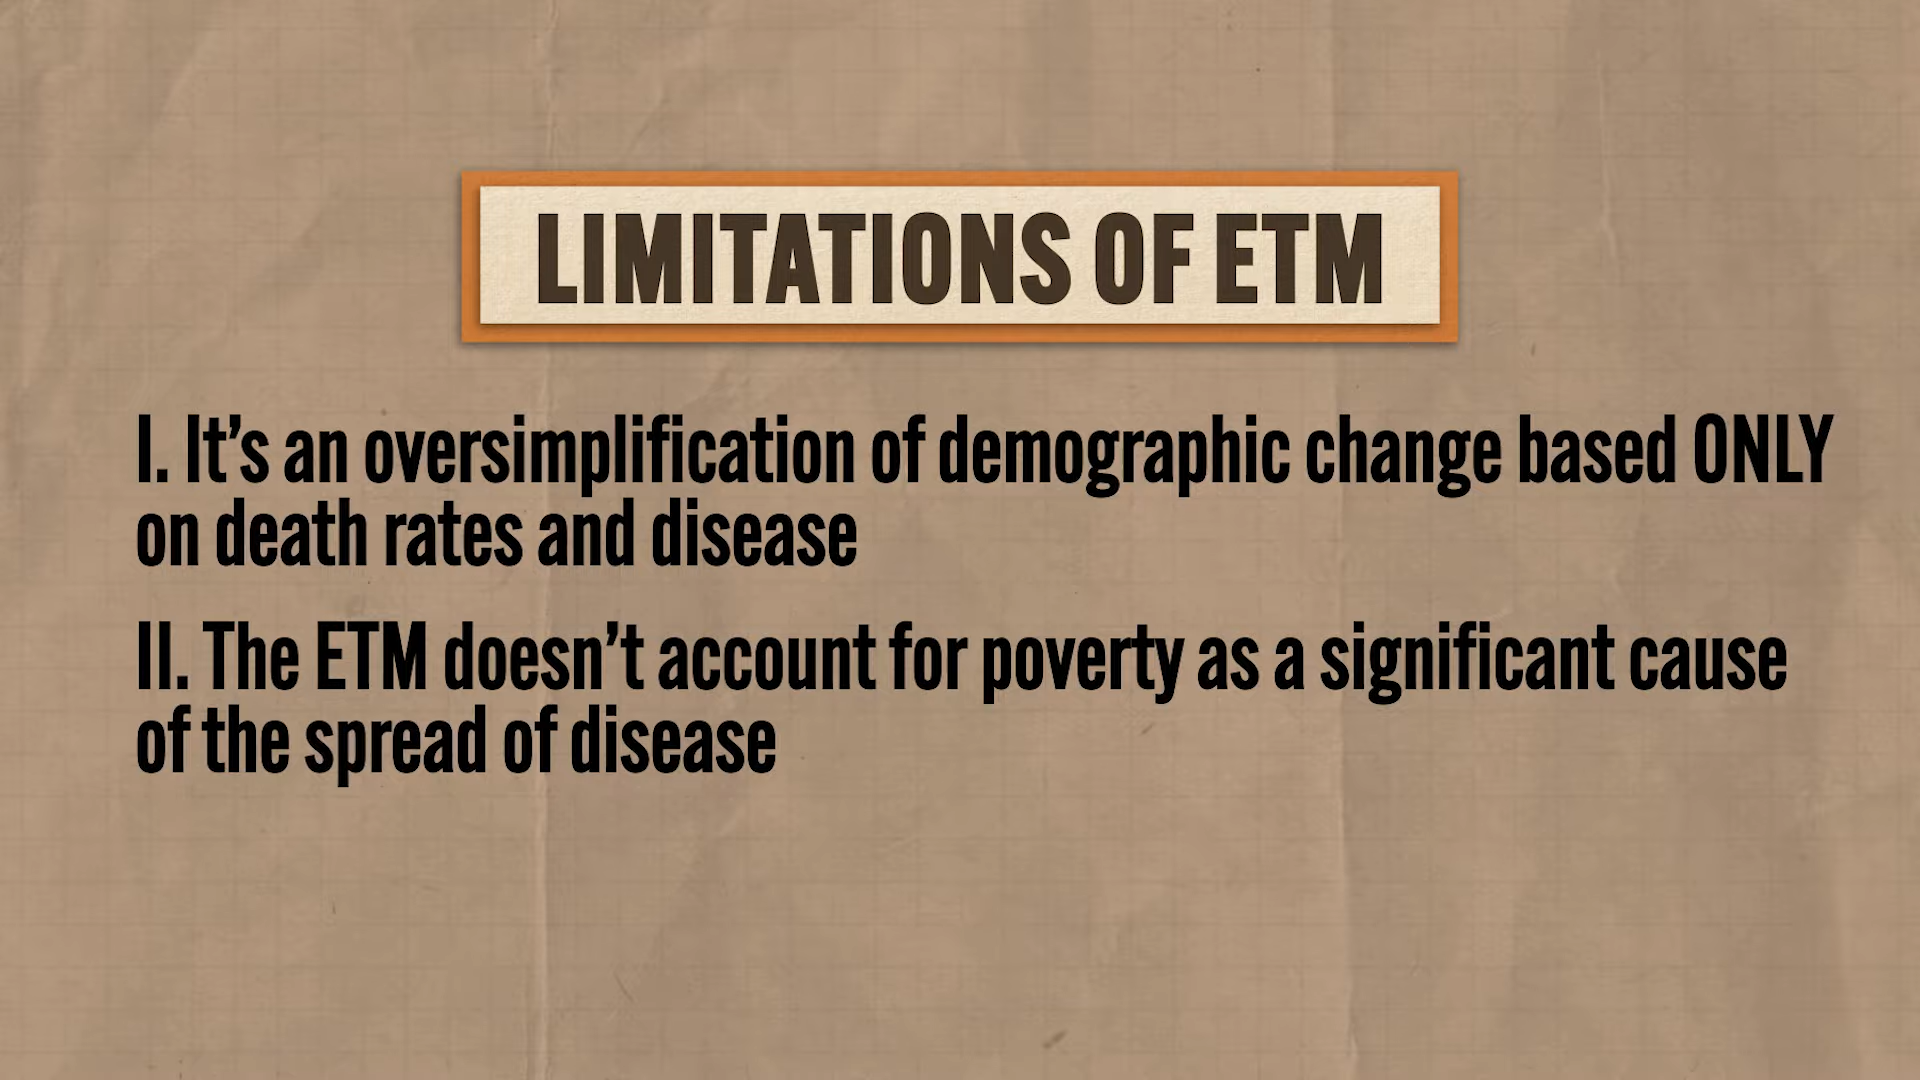 LIMITATIONS OF ETM
I. It’s an oversimplification of demographic change based ONLY
on death rates and disease
II. The ETM doesn’t account for poverty as a significant cause
of the spread of disease